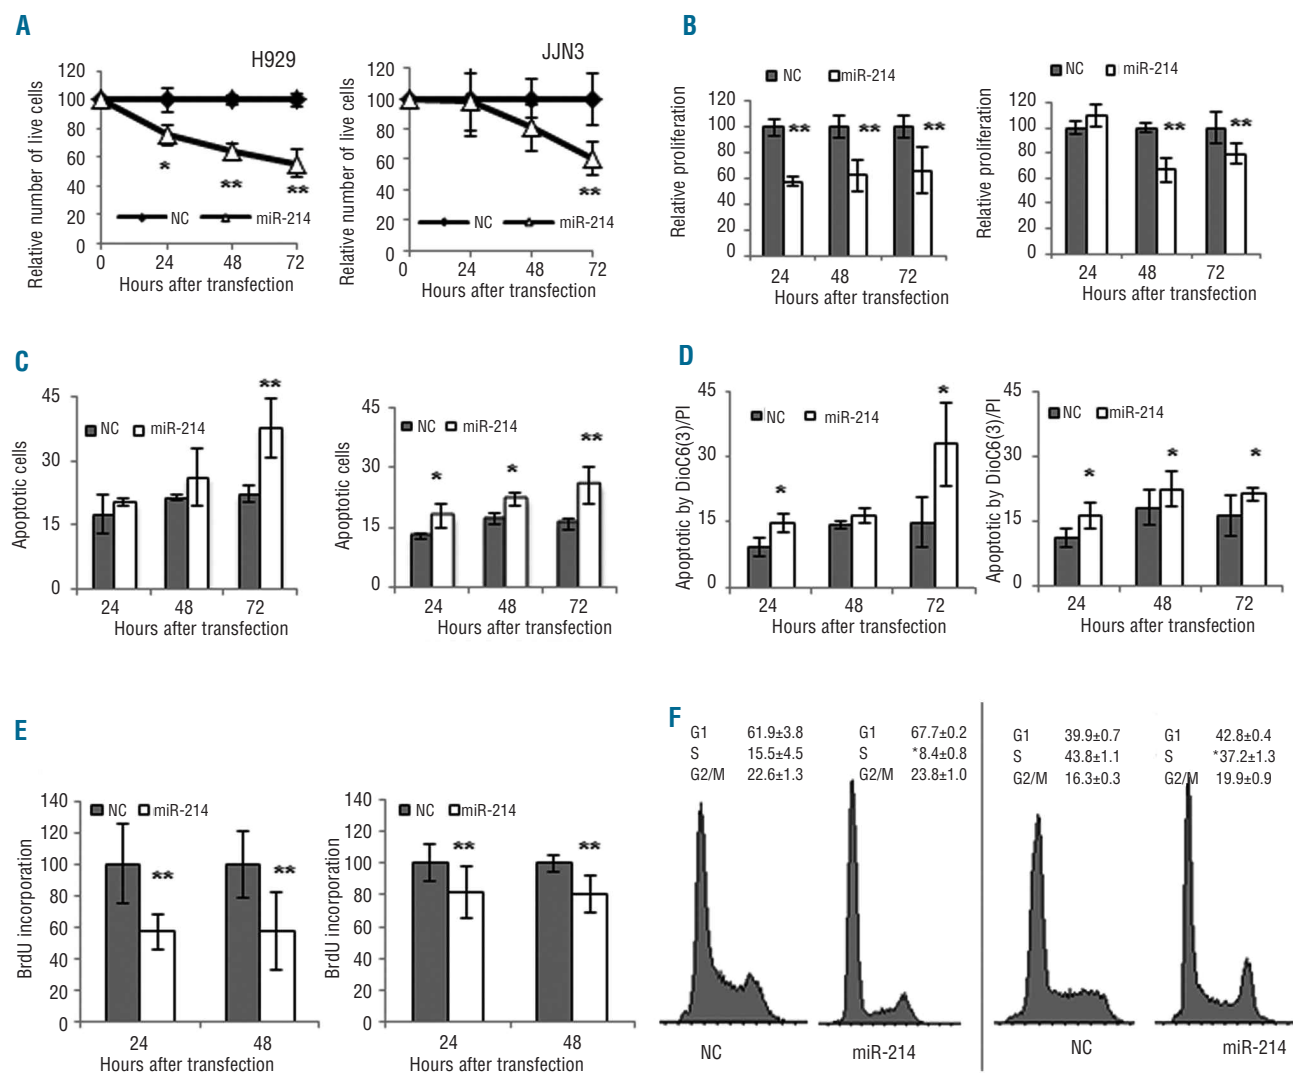 A
H929
Relative number of live cells
120
100
80
60
40
20
0
*
**
**
NC
miR-214
0
24
48
72
Hours after transfection
JJN3
Relative number of live cells
120
100
80
60
40
20
0
**
NC
miR-214
0
24
48
72
Hours after transfection
B
NC
miR-214
Relative proliferation
120
100
80
60
40
20
0
**
**
**
24
48
72
Hours after transfection
NC
miR-214
Relative proliferation
120
100
80
60
40
20
0
**
**
24
48
72
Hours after transfection
C
Apoptotic cells
45
30
15
0
NC
miR-214
**
24
48
72
Hours after transfection
Apoptotic cells
45
30
15
0
NC
miR-214
*
*
**
24
48
72
Hours after transfection
D
Apoptotic by DioC6(3)/PI
45
30
15
0
NC
miR-214
*
*
24
48
72
Hours after transfection
Apoptotic by DioC6(3)/PI
45
30
15
0
NC
miR-214
*
*
*
24
48
72
Hours after transfection
E
BrdU incorporation
140
120
100
80
60
40
20
0
NC
miR-214
**
**
24
48
Hours after transfection
BrdU incorporation
140
120
100
80
60
40
20
0
NC
miR-214
**
**
24
48
Hours after transfection
F
G1 61.9±3.8
S 15.5±4.5
G2/M 22.6±1.3
NC
G1 67.7±0.2
S *8.4±0.8
G2/M 23.8±1.0
miR-214
G1 39.9±0.7
S 43.8±1.1
G2/M 16.3±0.3
NC
G1 42.8±0.4
S *37.2±1.3
G2/M 19.9±0.9
miR-214